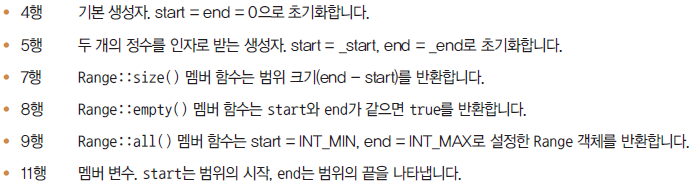 • 4행 기본 생성자. start = end = 0으로 초기화합니다.
• 5행 두 개의 정수를 인자로 받는 생성자. start = _start, end = _end로 초기화합니다.
• 7행 Range::size() 멤버 함수는 범위 크기(end - start)를 반환합니다.
• 8행 Range::empty() 멤버 함수는 start와 end가 같으면 true를 반환합니다.
• 9행 Range::all() 멤버 함수는 start = INT_MIN, end = INT_MAX로 설정한 Range 객체를 반환합니다.
• 11행 멤버 변수. start는 범위의 시작, end는 범위의 끝을 나타냅니다.